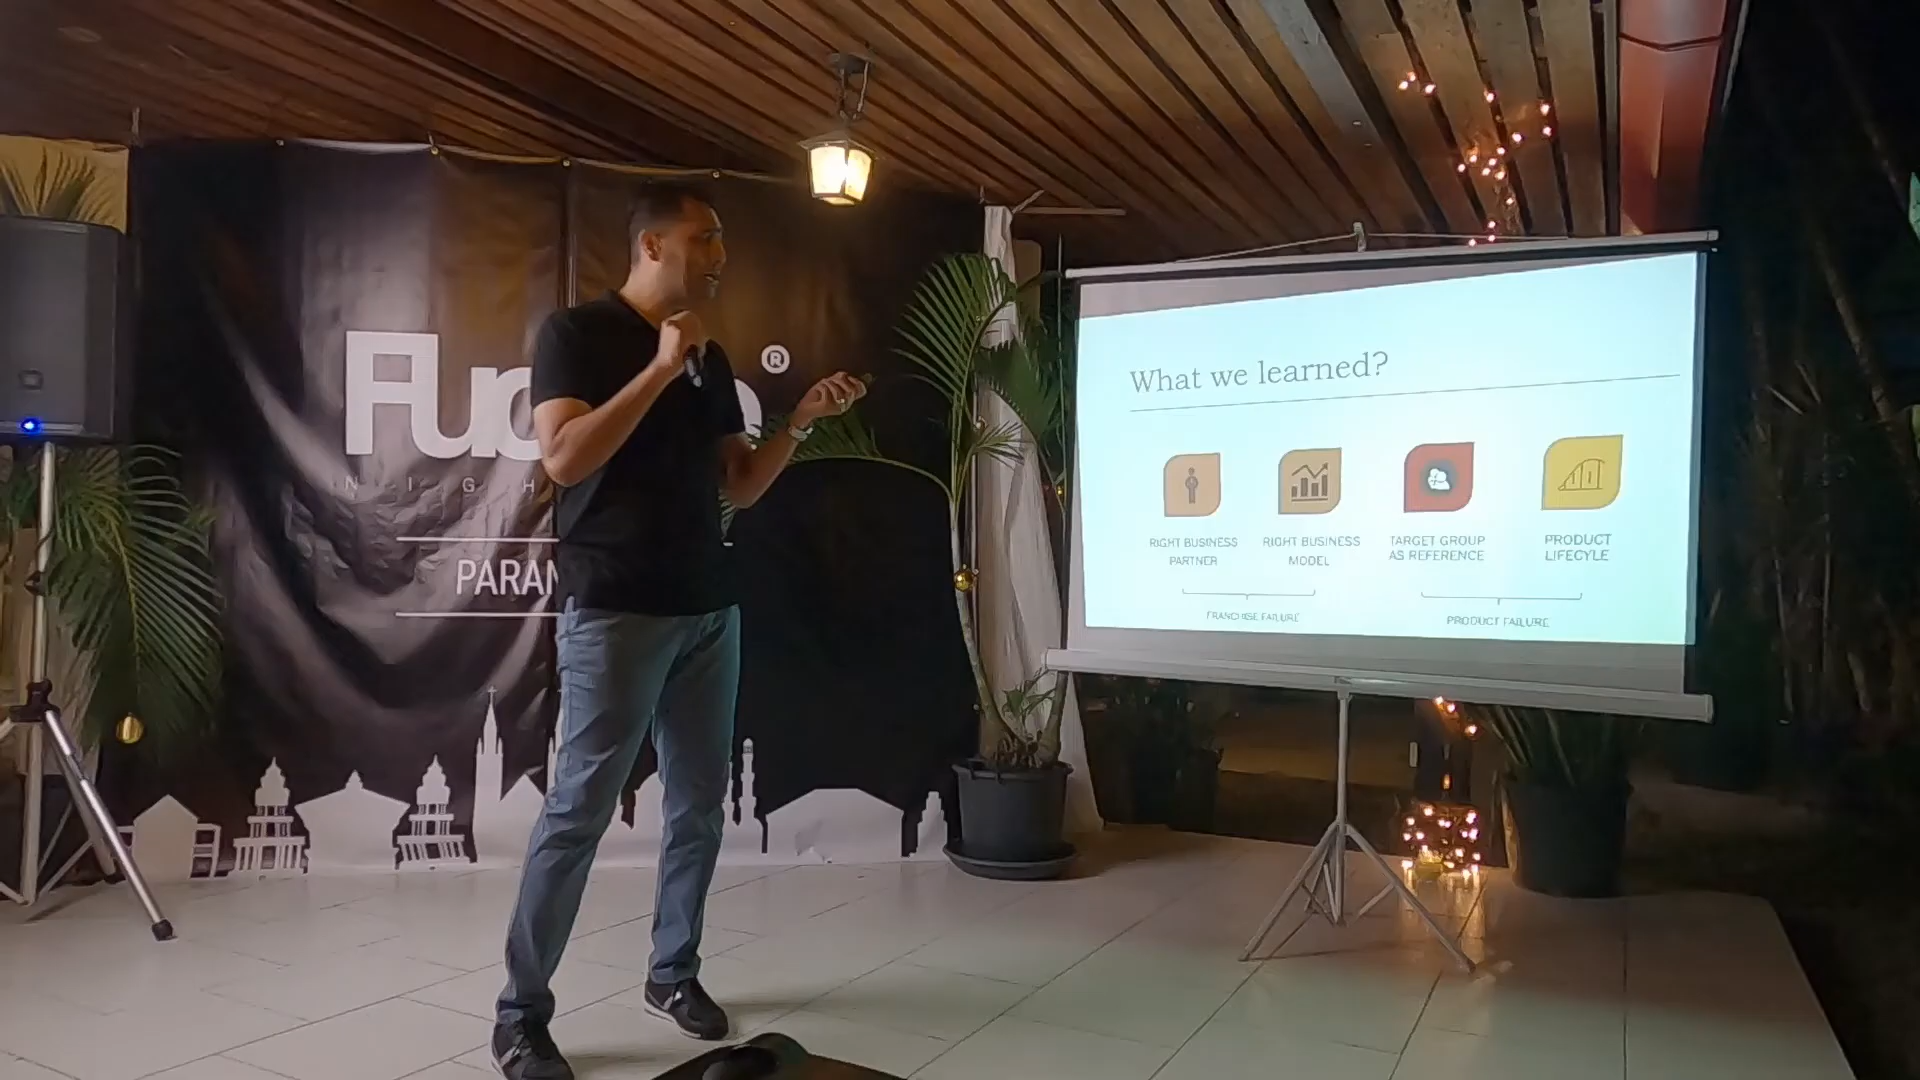 ®
NIGH
PARAN
What we learned?
RIGHT BUSINESS
PARTNER
RIGHT BUSINESS
MODEL
TARGET GROUP
AS REFERENCE
PRODUCT
LIFECYLE
FRANCHISE FAILURE
PRODUCT FAILURE